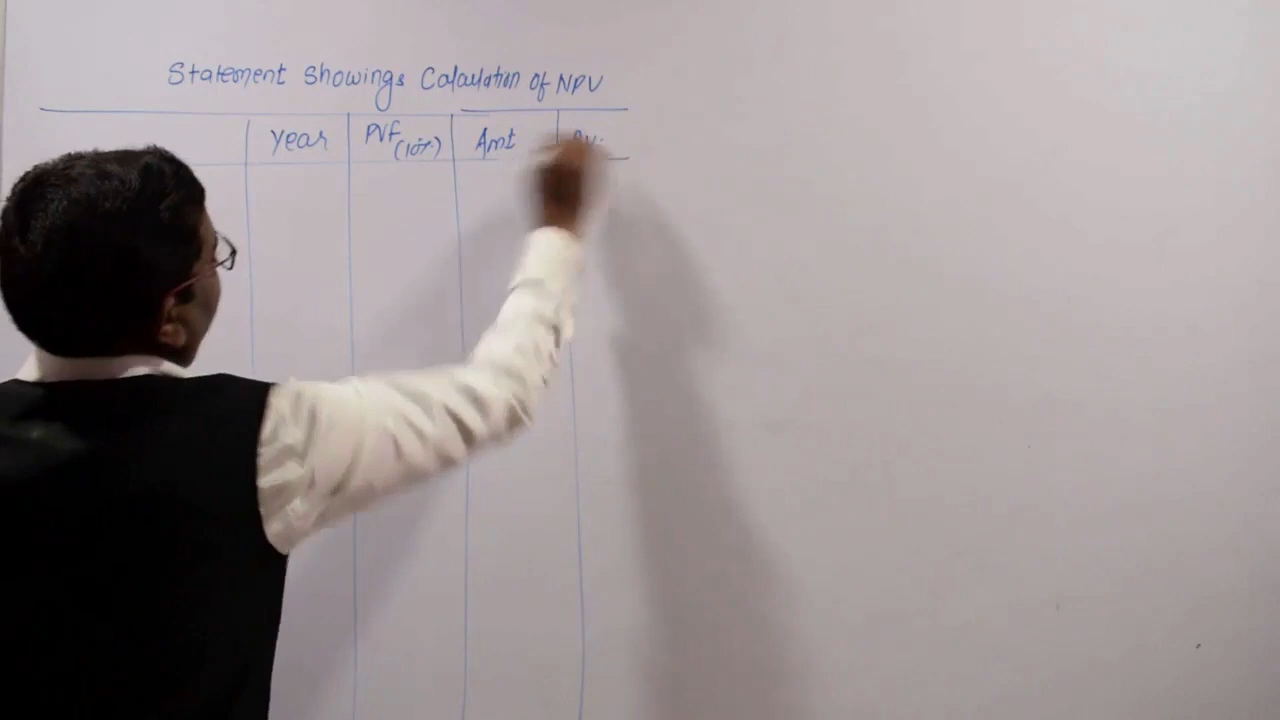 Statement Showings Calculation Of NPV
Year PVF (10%) Amt